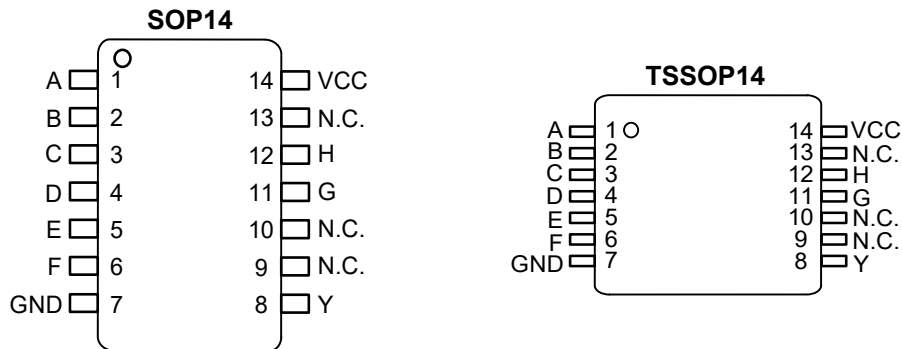 SOP14
A 1 14 VCC
B 2 13 N.C.
C 3 12 H
D 4 11 G
E 5 10 N.C.
F 6 9 N.C.
GND 7 8 Y
TSSOP14
A 1 14 VCC
B 2 13 N.C.
C 3 12 H
D 4 11 G
E 5 10 N.C.
F 6 9 N.C.
GND 7 8 Y